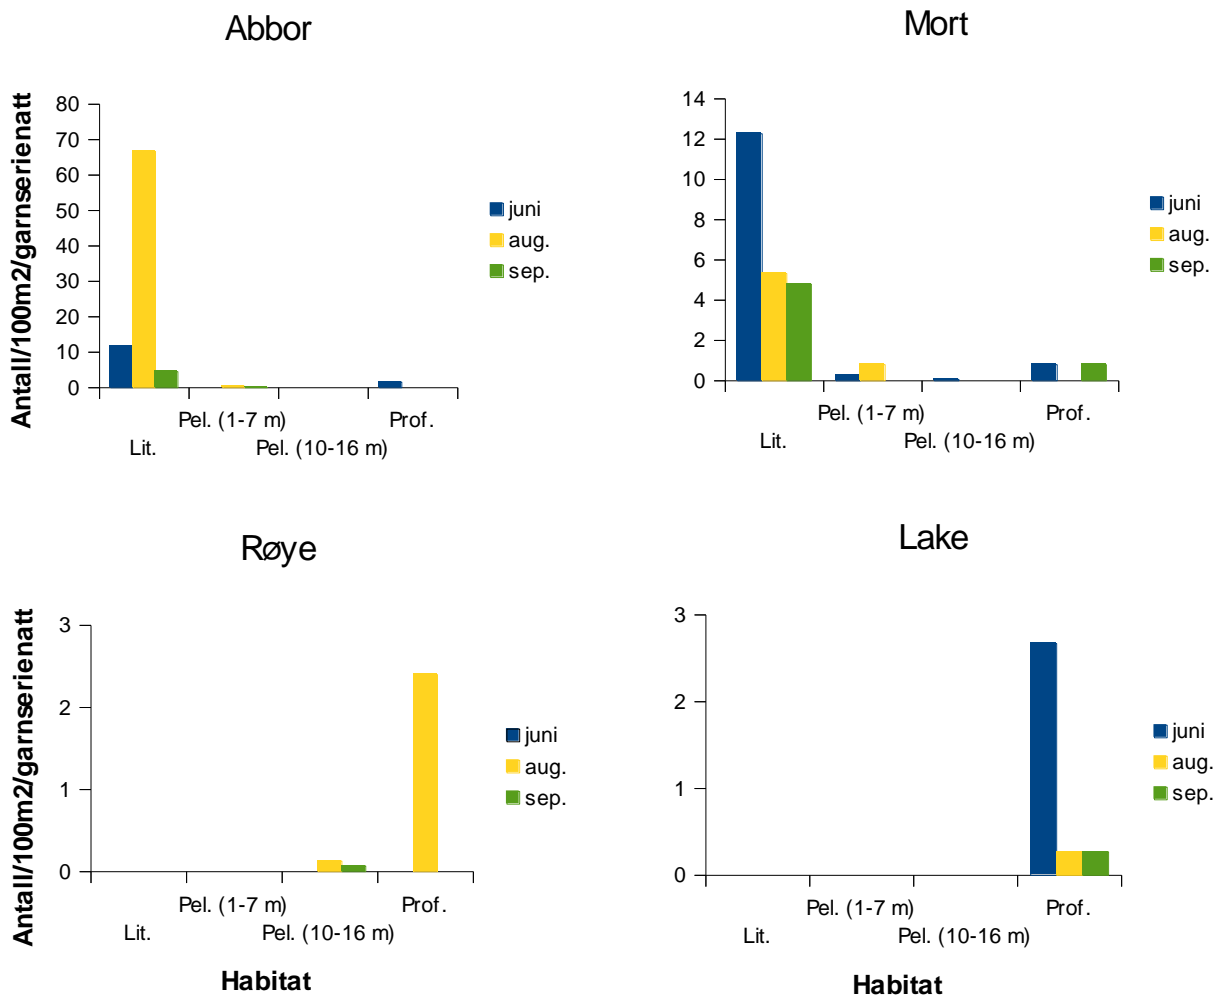 Abbor
Antall/100m2/garnserienatt
80
70
60
50
40
30
20
10
0
Pel. (1-7 m)
Prof.
Lit.
Pel. (10-16 m)
juni
aug.
sep.
Mort
14
12
10
8
6
4
2
0
Pel. (1-7 m)
Prof.
Lit.
Pel. (10-16 m)
juni
aug.
sep.
Røye
Antall/100m2/garnserienatt
3
2
1
0
Pel. (1-7 m)
Prof.
Lit.
Pel. (10-16 m)
Habitat
juni
aug.
sep.
Lake
3
2
1
0
Pel. (1-7 m)
Prof.
Lit.
Pel. (10-16 m)
Habitat
juni
aug.
sep.